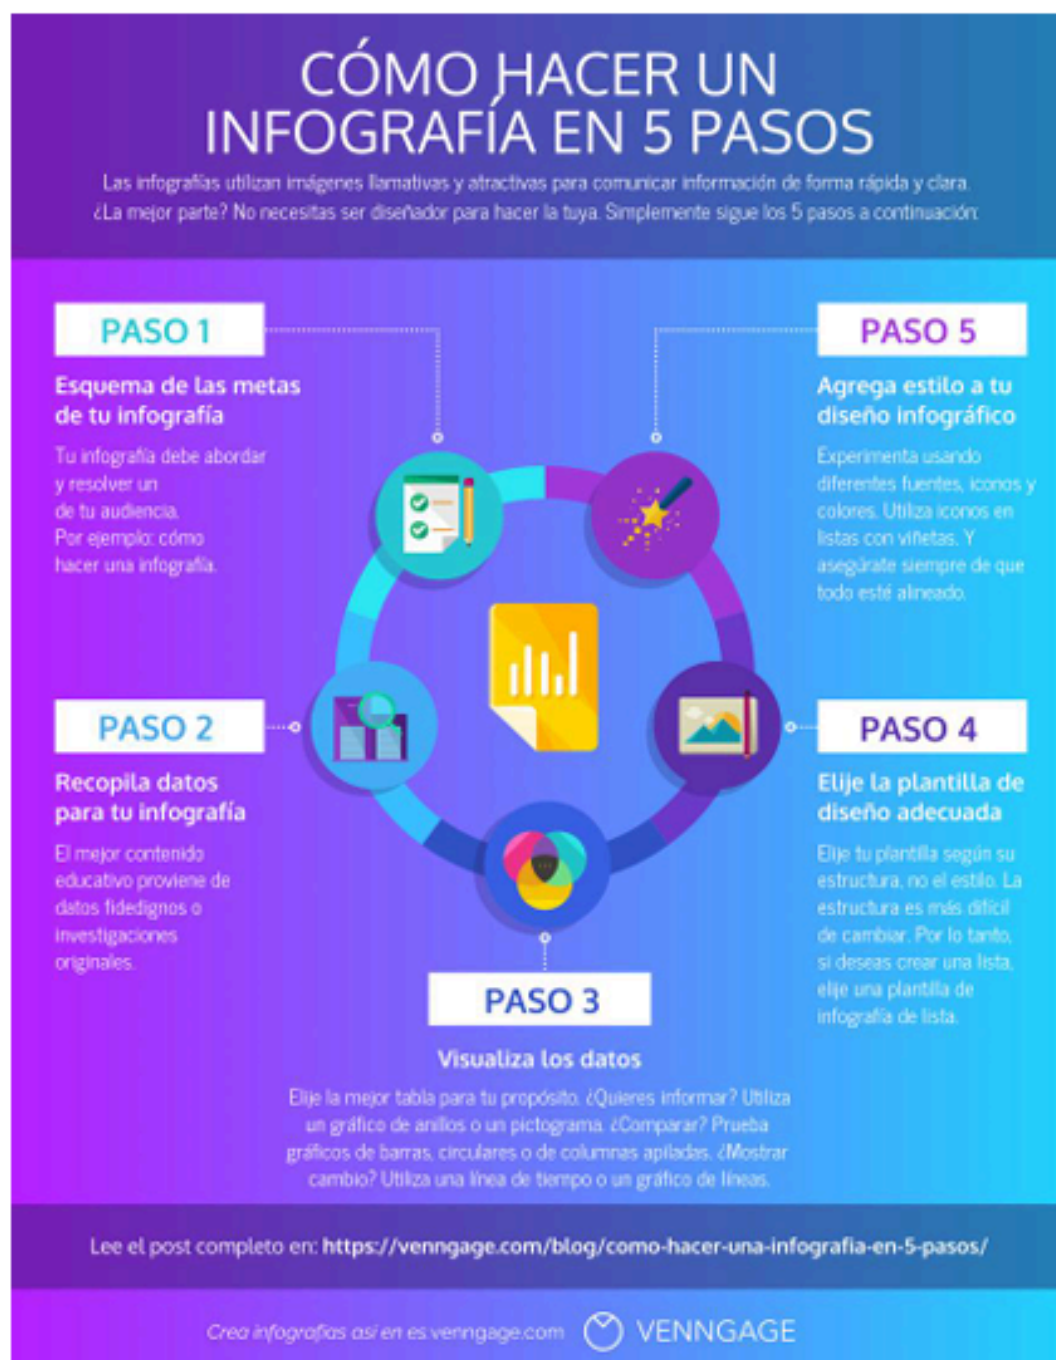 CÓMO HACER UN
INFOGRAFÍA EN 5 PASOS
Las infografías utilizan imágenes llamativas y atractivas para comunicar información de forma rápida y clara.
¿La mejor parte? No necesitas ser diseñador para hacer la tuya. Simplemente sigue los 5 pasos a continuación:
PASO 1
Esquema de las metas
de tu infografía
Tu infografía debe abordar
y resolver un
de tu audiencia.
Por ejemplo: cómo
hacer una infografía.
PASO 2
Recopila datos
para tu infografía
El mejor contenido
educativo proviene de
datos fidedignos o
investigaciones
originales.
PASO 3
Visualiza los datos
Elije la mejor tabla para tu propósito. ¿Quieres informar? Utiliza
un gráfico de anillos o un pictograma. ¿Comparar? Prueba
gráficos de barras, circulares o de columnas apiladas. ¿Mostrar
cambio? Utiliza una línea de tiempo o un gráfico de líneas.
PASO 4
Elije la plantilla de
diseño adecuada
Elije tu plantilla según su
estructura, no el estilo. La
estructura es más difícil
de cambiar. Por lo tanto,
si deseas crear una lista,
elije una plantilla de
infografía de lista.
PASO 5
Agrega estilo a tu
diseño infográfico
Experimenta usando
diferentes fuentes, iconos y
colores. Utiliza iconos en
listas con viñetas. Y
asegúrate siempre de que
todo esté alineado.
Lee el post completo en: https://venngage.com/blog/como-hacer-una-infografia-en-5-pasos/
Crea infografías así en es.venngage.com VENNGAGE